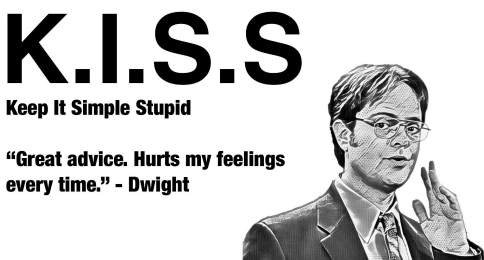 K.I.S.S
Keep It Simple Stupid
“Great advice. Hurts my feelings
every time.” - Dwight